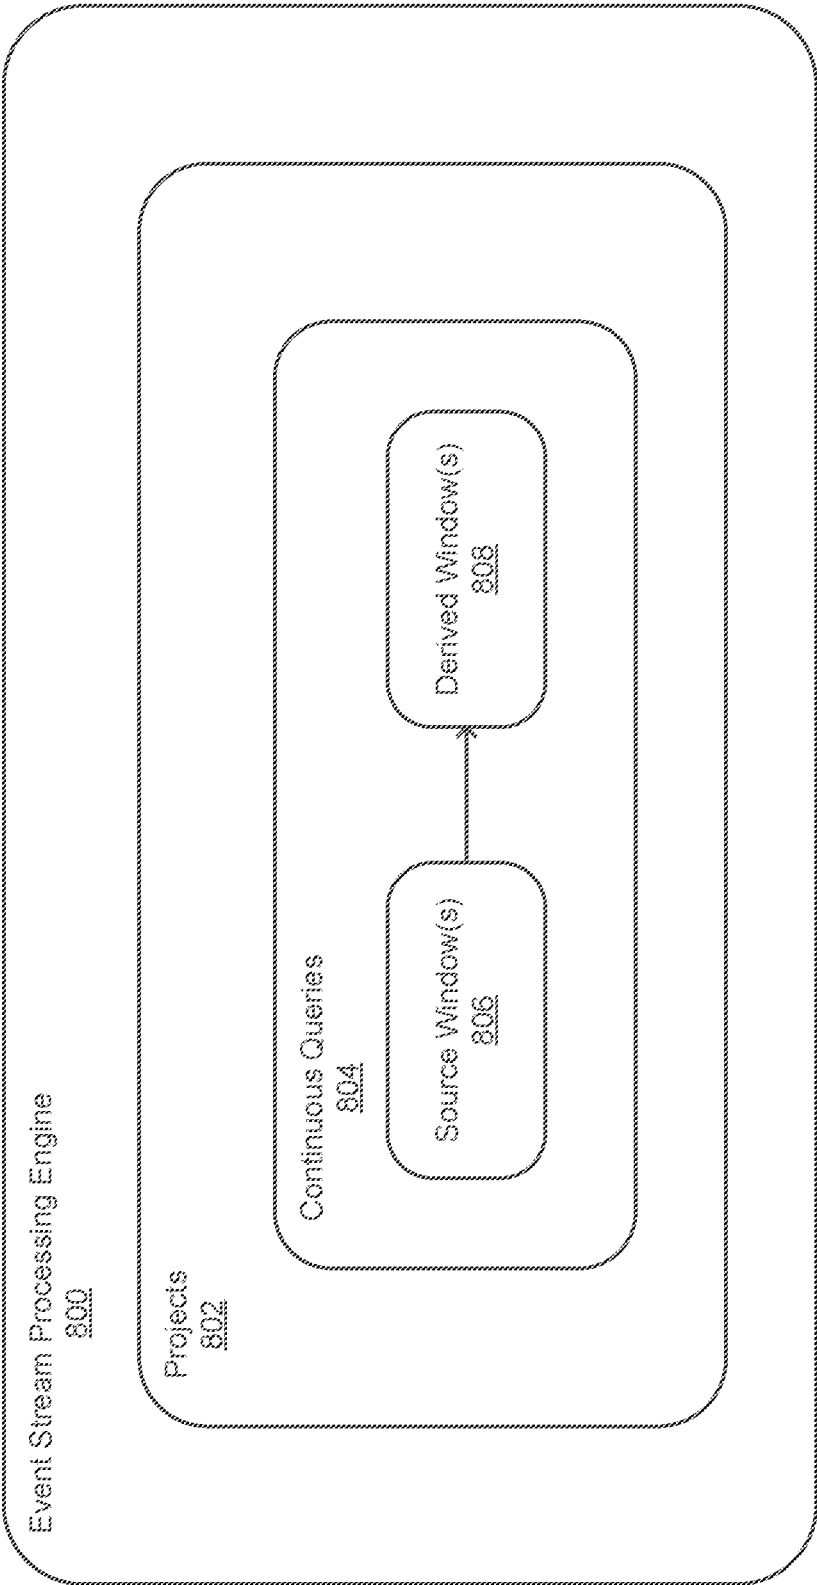 Event Stream Processing Engine
800
Projects
802
Continuous Queries
804
Source Window(s)
806
Derived Window(s)
808